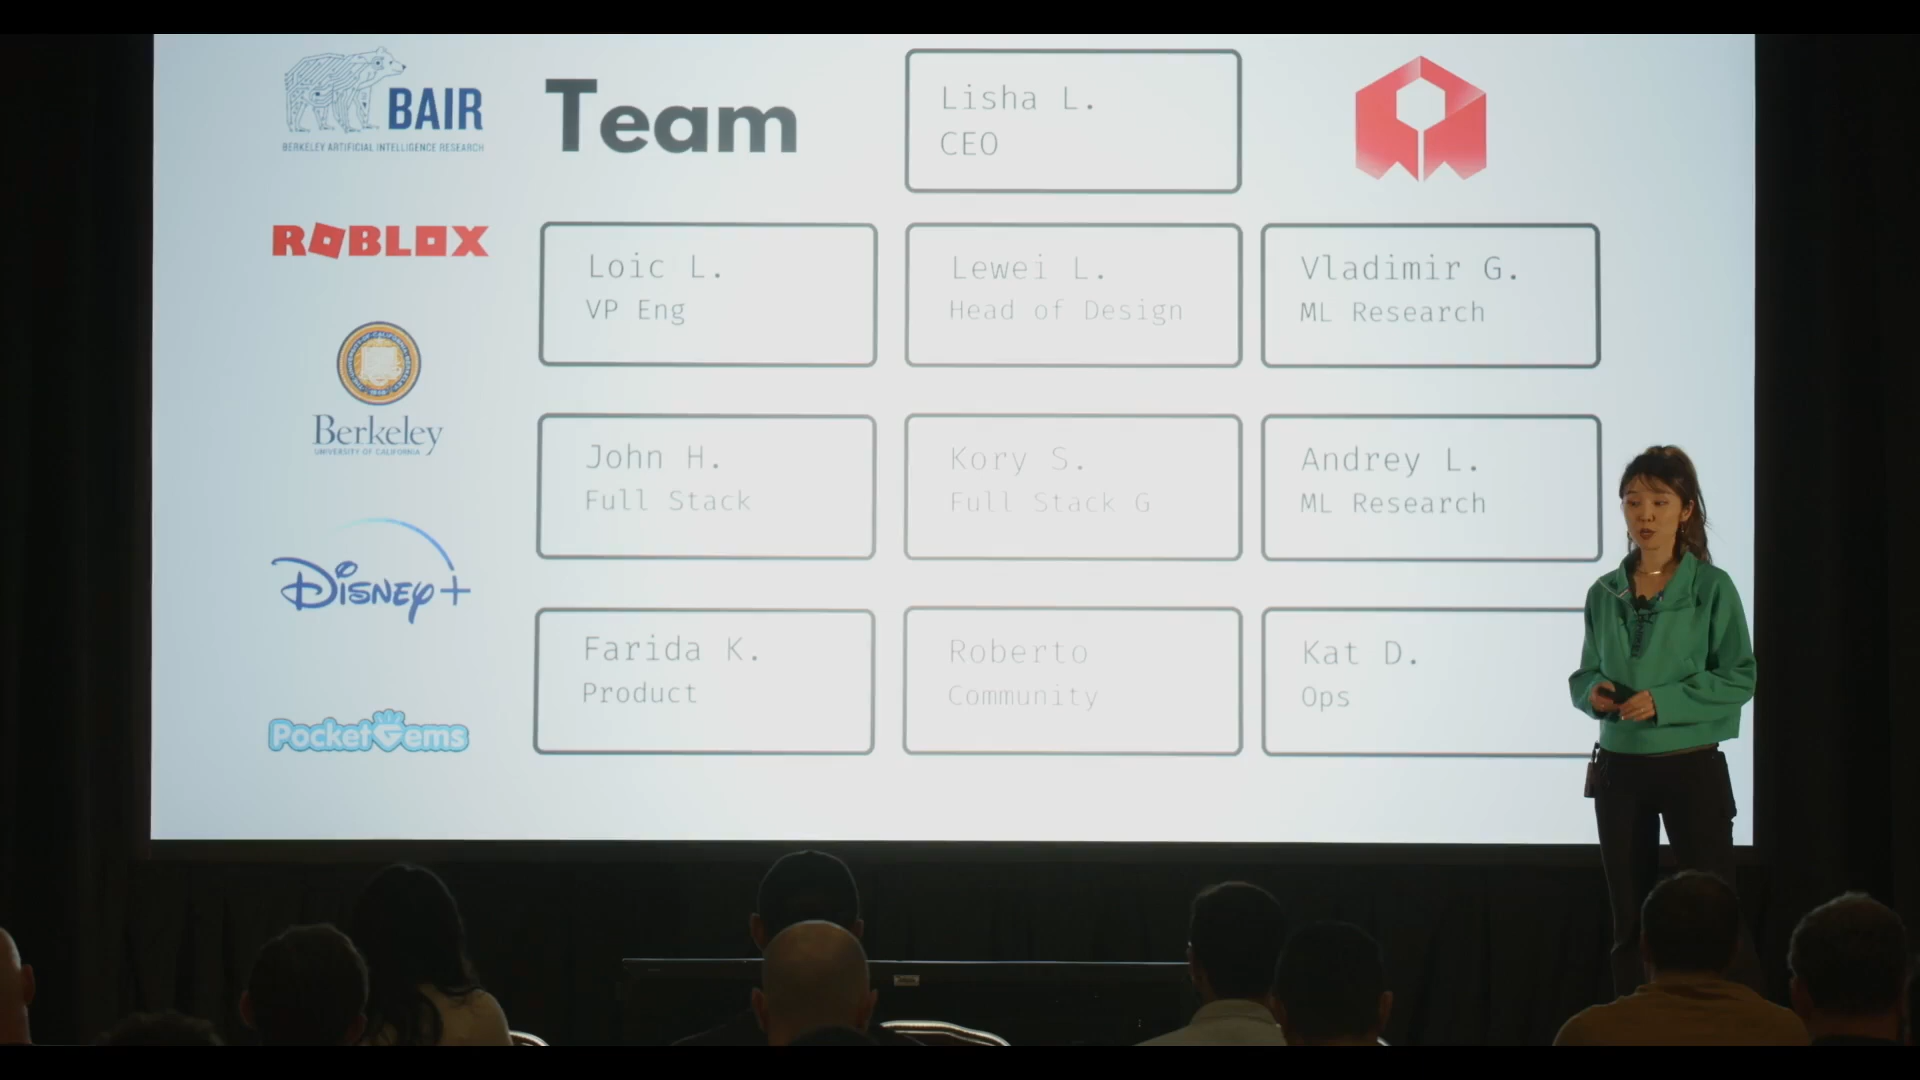 BAIR
BERKELEY ARTIFICIAL INTELLIGENCE RESEARCH
Team
Lisha L.
CEO
ROBLOX
Loic L.
VP Eng
Lewei L.
Head of Design
Vladimir G.
ML Research
Berkeley
UNIVERSITY OF CALIFORNIA
John H.
Full Stack
Kory S.
Full Stack G
Andrey L.
ML Research
Disney+
Farida K.
Product
Roberto
Community
Kat D.
Ops
PocketGems